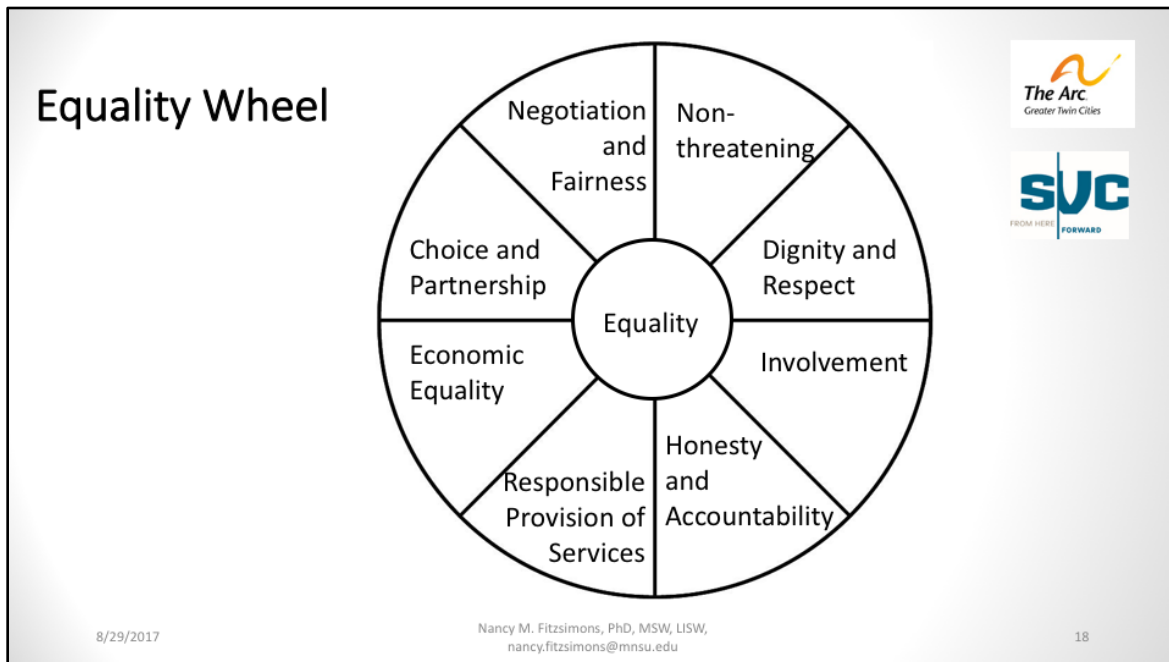 Equality Wheel
Negotiation
and
Fairness
Non-
threatening
Choice and
Partnership
Dignity and
Respect
Equality
Economic
Equality
Involvement
Responsible
Provision of
Services
Honesty
and
Accountability
The Arc.
Greater Twin Cities
SVC
FROM HERE
FORWARD
8/29/2017
Nancy M. Fitzsimons, PhD, MSW, LISW,
nancy.fitzsimons@mnsu.edu
18